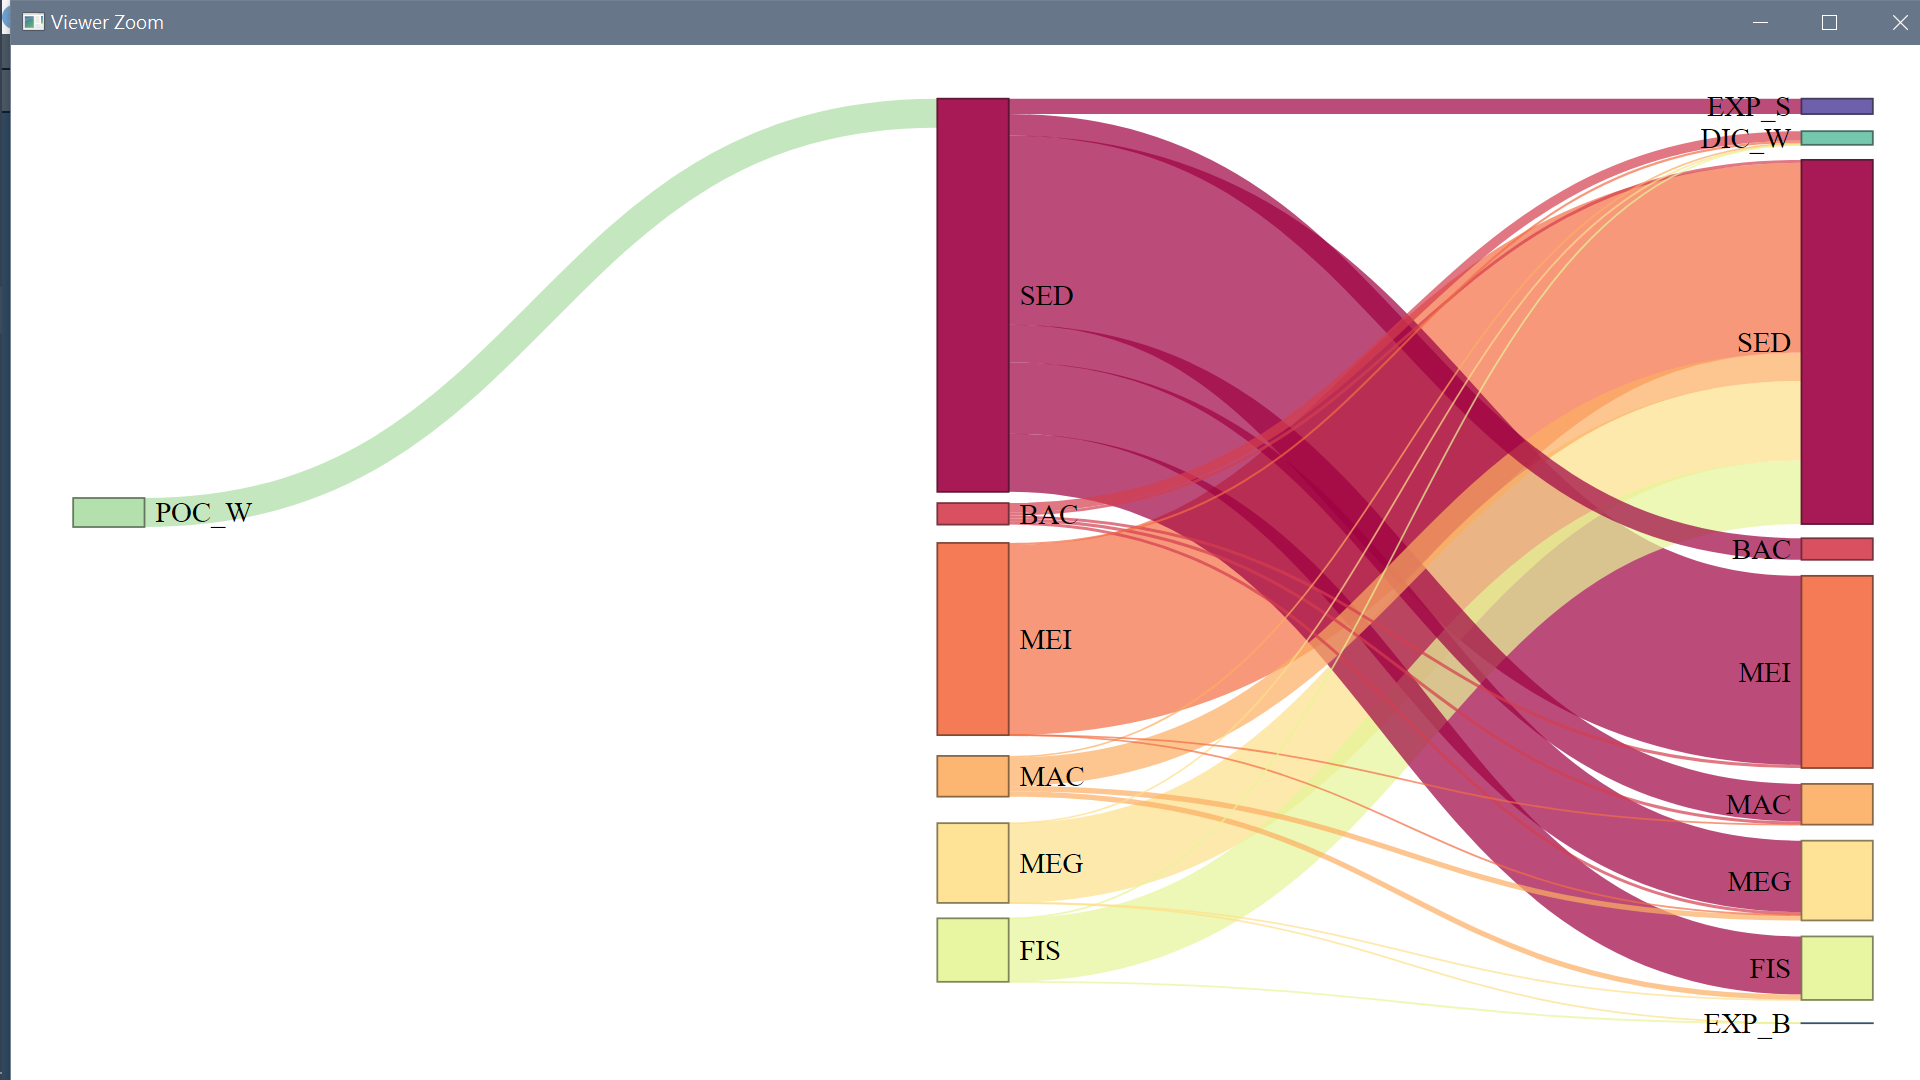 Viewer Zoom
POC_W
SED
BAC
MEI
MAC
MEG
FIS
EXP_S
DIC_W
SED
BAC
MEI
MAC
MEG
FIS
EXP_B